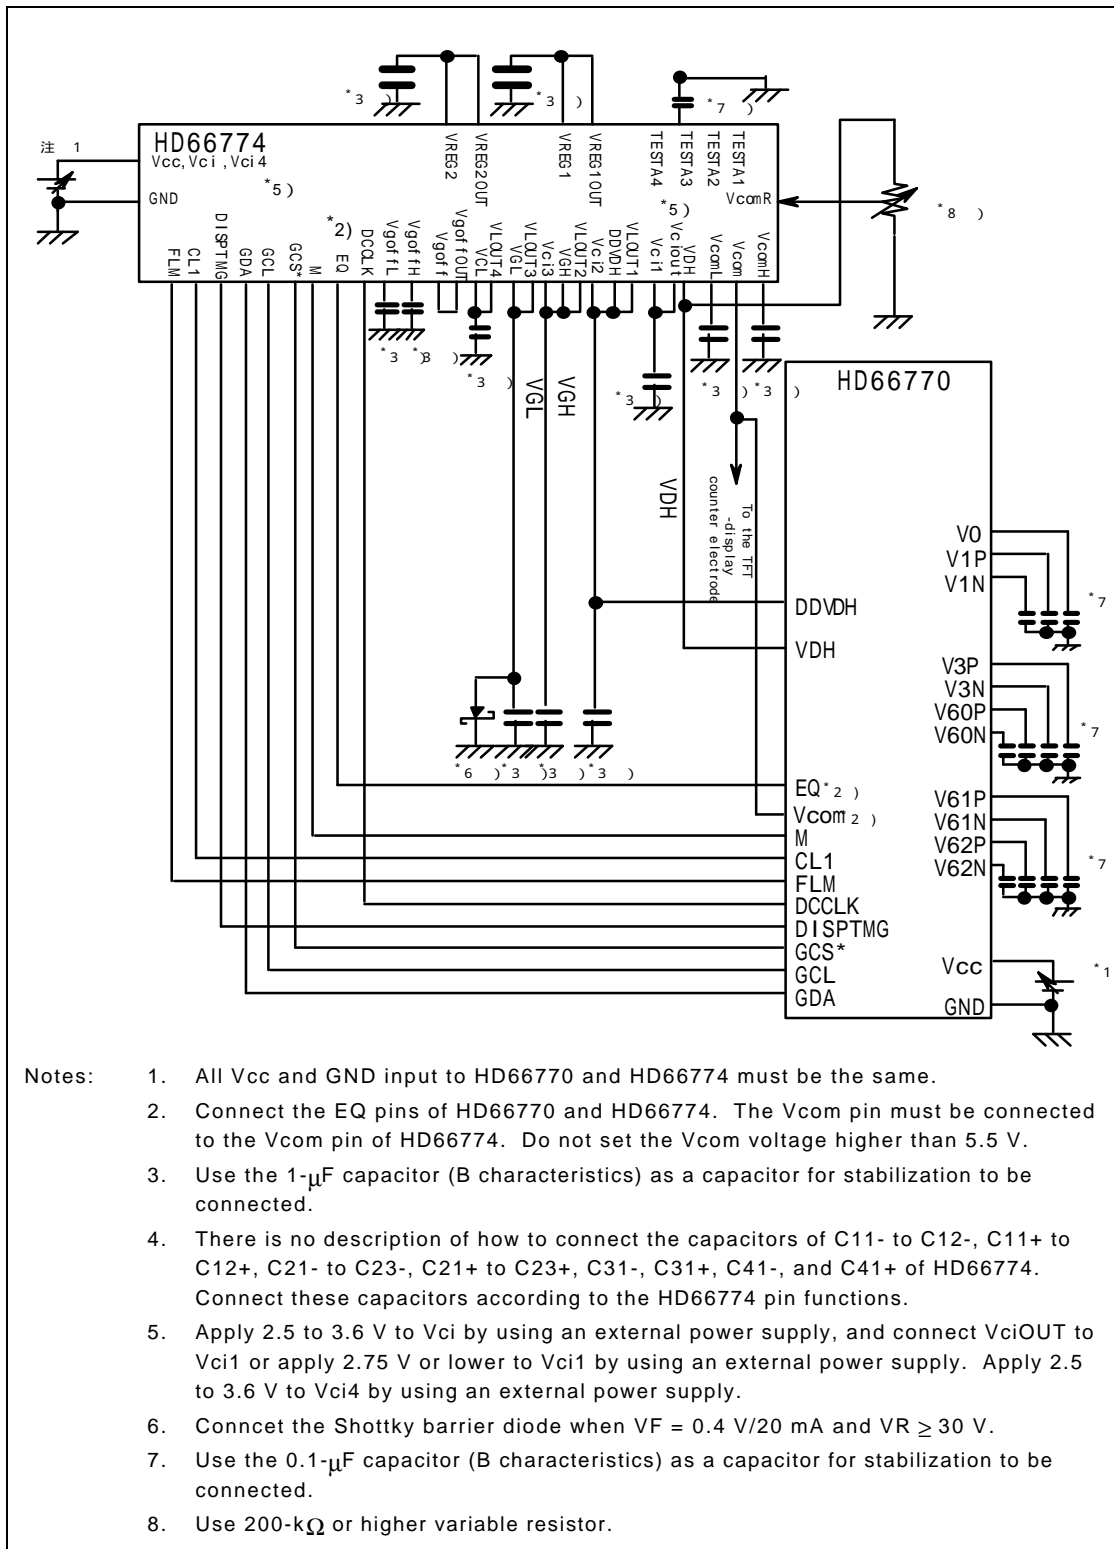 *3 )
*3 )
*7 )
注 1
HD66774
Vcc,Vci,Vci4
*5)
GND
VREG2
VREG2OUT
VREG1
VREG1OUT
TESTA4
TESTA3
TESTA2
TESTA1
VcomR
*8 )
*5)
*2)
FLM
CL1
DISPTMG
GDA
GCL
GCS*
M
EQ
DCCLK
VgoffL
VgoffH
Vgoff
VgoffOUT
VCL
VLOUT4
VGL
VLOUT3
Vci3
VGH
VLOUT2
Vci2
DDVDH
VLOUT1
Vci1
Vciout
VDH
VcomL
Vcom
VcomH
*3 )
*3 )
*3 )
*3 )
*3 )
*3 )
VGL
VGH
VDH
To the TFT
-display
counter electrode
HD66770
V0
V1P
V1N
*7
DDVDH
VDH
V3P
V3N
V60P
V60N
*7
*6 )
*3 )
*3 )
*3 )
EQ*2 )
Vcom*2 )
M
CL1
FLM
DCCLK
DISPTMG
GCS*
GCL
GDA
V61P
V61N
V62P
V62N
*7
Vcc
*1
GND
Notes: 1. All Vcc and GND input to HD66770 and HD66774 must be the same.
2. Connect the EQ pins of HD66770 and HD66774. The Vcom pin must be connected
to the Vcom pin of HD66774. Do not set the Vcom voltage higher than 5.5 V.
3. Use the 1-µF capacitor (B characteristics) as a capacitor for stabilization to be
connected.
4. There is no description of how to connect the capacitors of C11- to C12-, C11+ to
C12+, C21- to C23-, C21+ to C23+, C31-, C31+, C41-, and C41+ of HD66774.
Connect these capacitors according to the HD66774 pin functions.
5. Apply 2.5 to 3.6 V to Vci by using an external power supply, and connect VciOUT to
Vci1 or apply 2.75 V or lower to Vci1 by using an external power supply. Apply 2.5
to 3.6 V to Vci4 by using an external power supply.
6. Conncet the Shottky barrier diode when VF = 0.4 V/20 mA and VR ≥ 30 V.
7. Use the 0.1-µF capacitor (B characteristics) as a capacitor for stabilization to be
connected.
8. Use 200-kΩ or higher variable resistor.